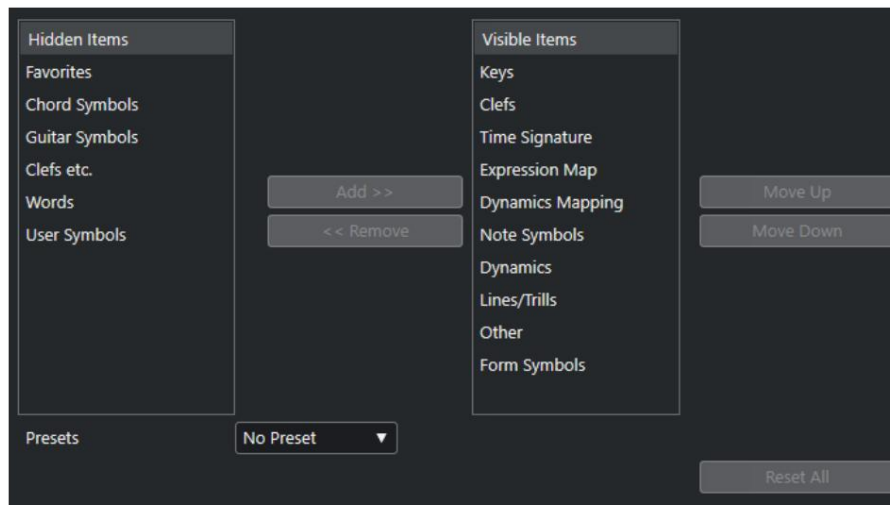 Hidden Items
Favorites
Chord Symbols
Guitar Symbols
Clefs etc.
Words
User Symbols
Add >>
<< Remove
Visible Items
Keys
Clefs
Time Signature
Expression Map
Dynamics Mapping
Note Symbols
Dynamics
Lines/Trills
Other
Form Symbols
Move Up
Move Down
Presets
No Preset
Reset All